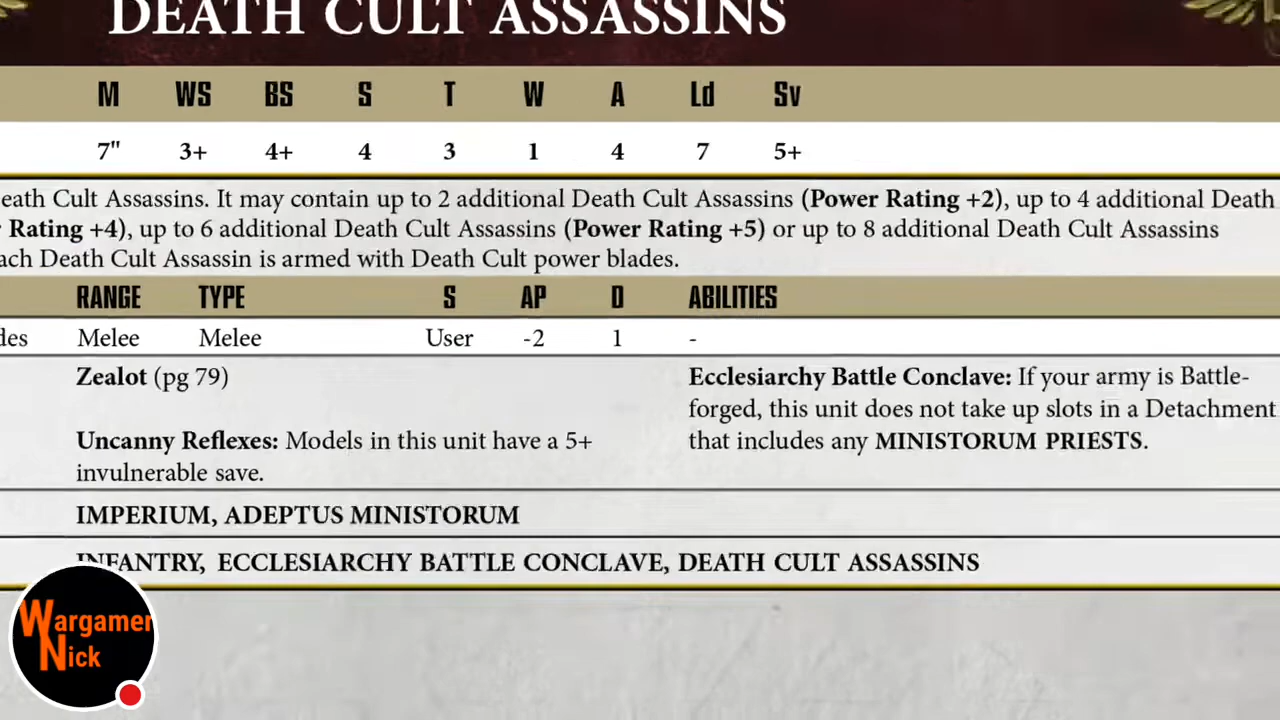 DEATH CULT ASSASSINS
M WS BS S T W A Ld Sv
7" 3+ 4+ 4 3 1 4 7 5+
eath Cult Assassins. It may contain up to 2 additional Death Cult Assassins (Power Rating +2), up to 4 additional Death
Rating +4), up to 6 additional Death Cult Assassins (Power Rating +5) or up to 8 additional Death Cult Assassins
ach Death Cult Assassin is armed with Death Cult power blades.
RANGE TYPE S AP D ABILITIES
des Melee Melee User -2 1 -
Zealot (pg 79)
Uncanny Reflexes: Models in this unit have a 5+
invulnerable save.
Ecclesiarchy Battle Conclave: If your army is Battle-
forged, this unit does not take up slots in a Detachment
that includes any MINISTORUM PRIESTS.
IMPERIUM, ADEPTUS MINISTORUM
INFANTRY, ECCLESIARCHY BATTLE CONCLAVE, DEATH CULT ASSASSINS
Wargamer
Nick